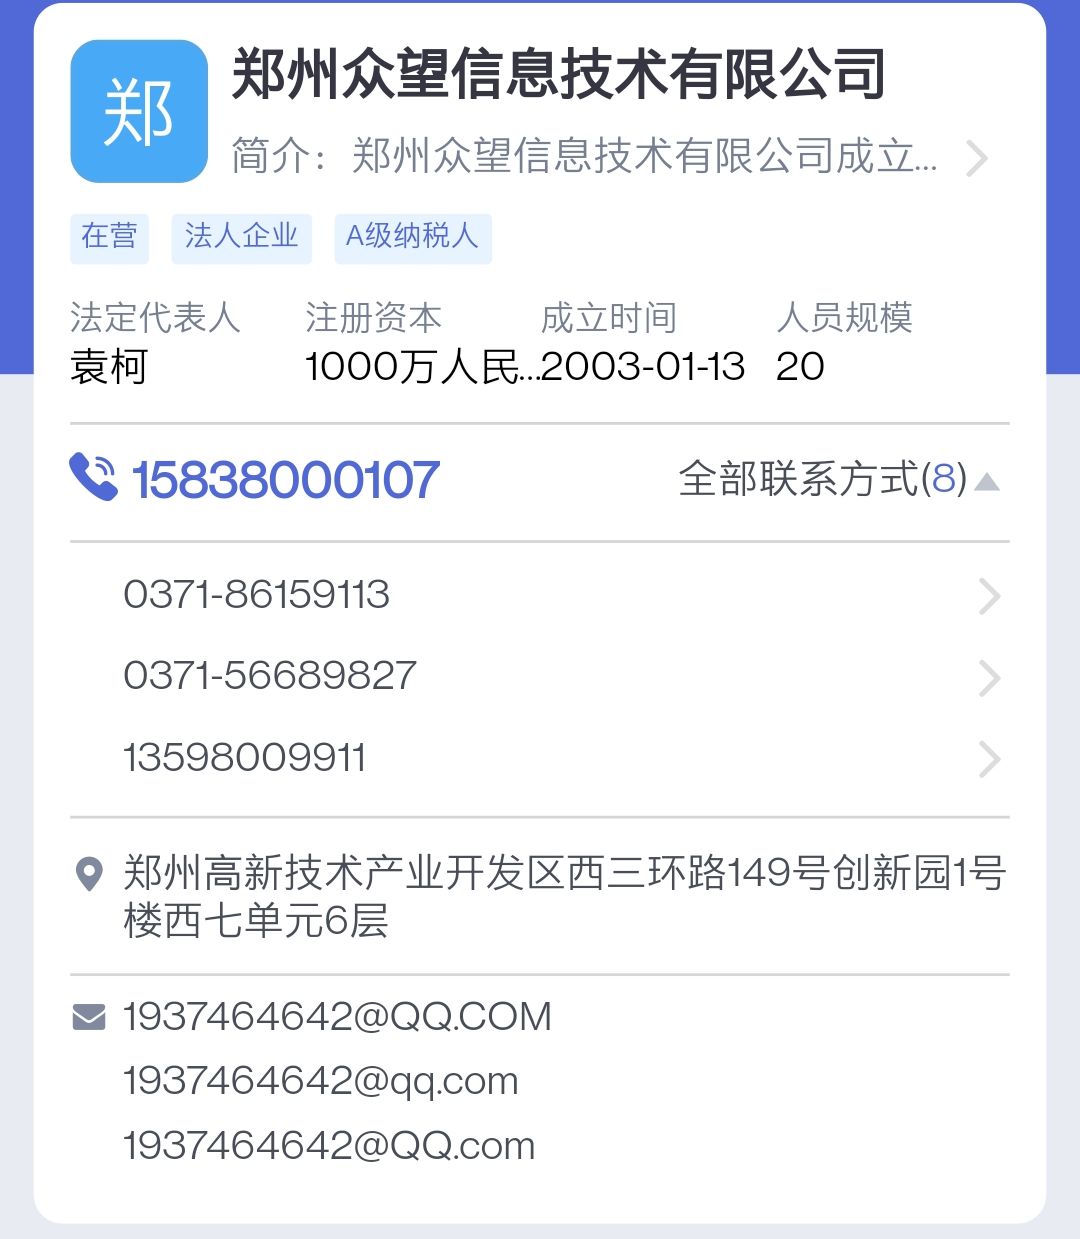 郑
郑州众望信息技术有限公司
简介：郑州众望信息技术有限公司成立...
在营 法人企业 A级纳税人
法定代表人 注册资本 成立时间 人员规模
袁柯 1000万人民... 2003-01-13 20
15838000107 全部联系方式(8)
0371-86159113
0371-56689827
13598009911
郑州高新技术产业开发区西三环路149号创新园1号
楼西七单元6层
1937464642@QQ.COM
1937464642@qq.com
1937464642@QQ.com